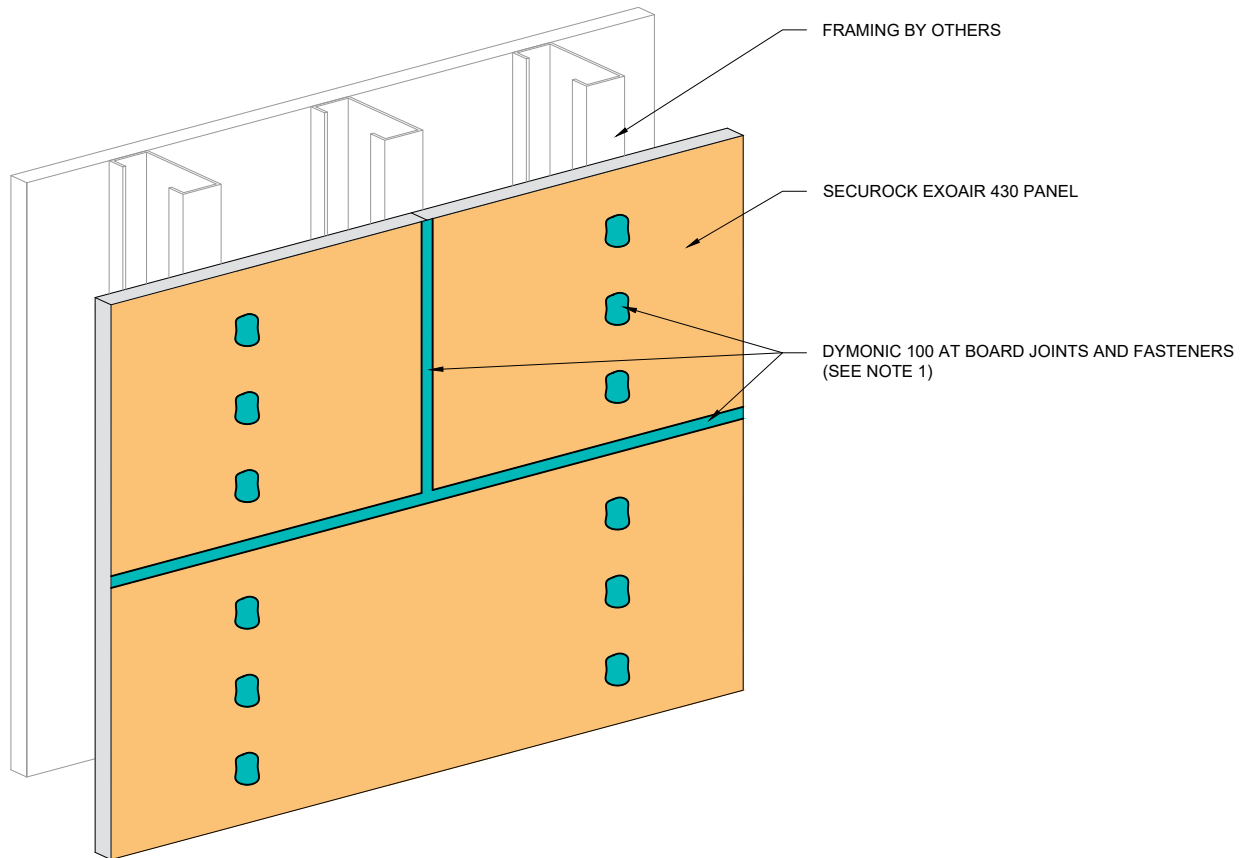 FRAMING BY OTHERS
SECUROCK EXOAIR 430 PANEL
DYMONIC 100 AT BOARD JOINTS AND FASTENERS
(SEE NOTE 1)